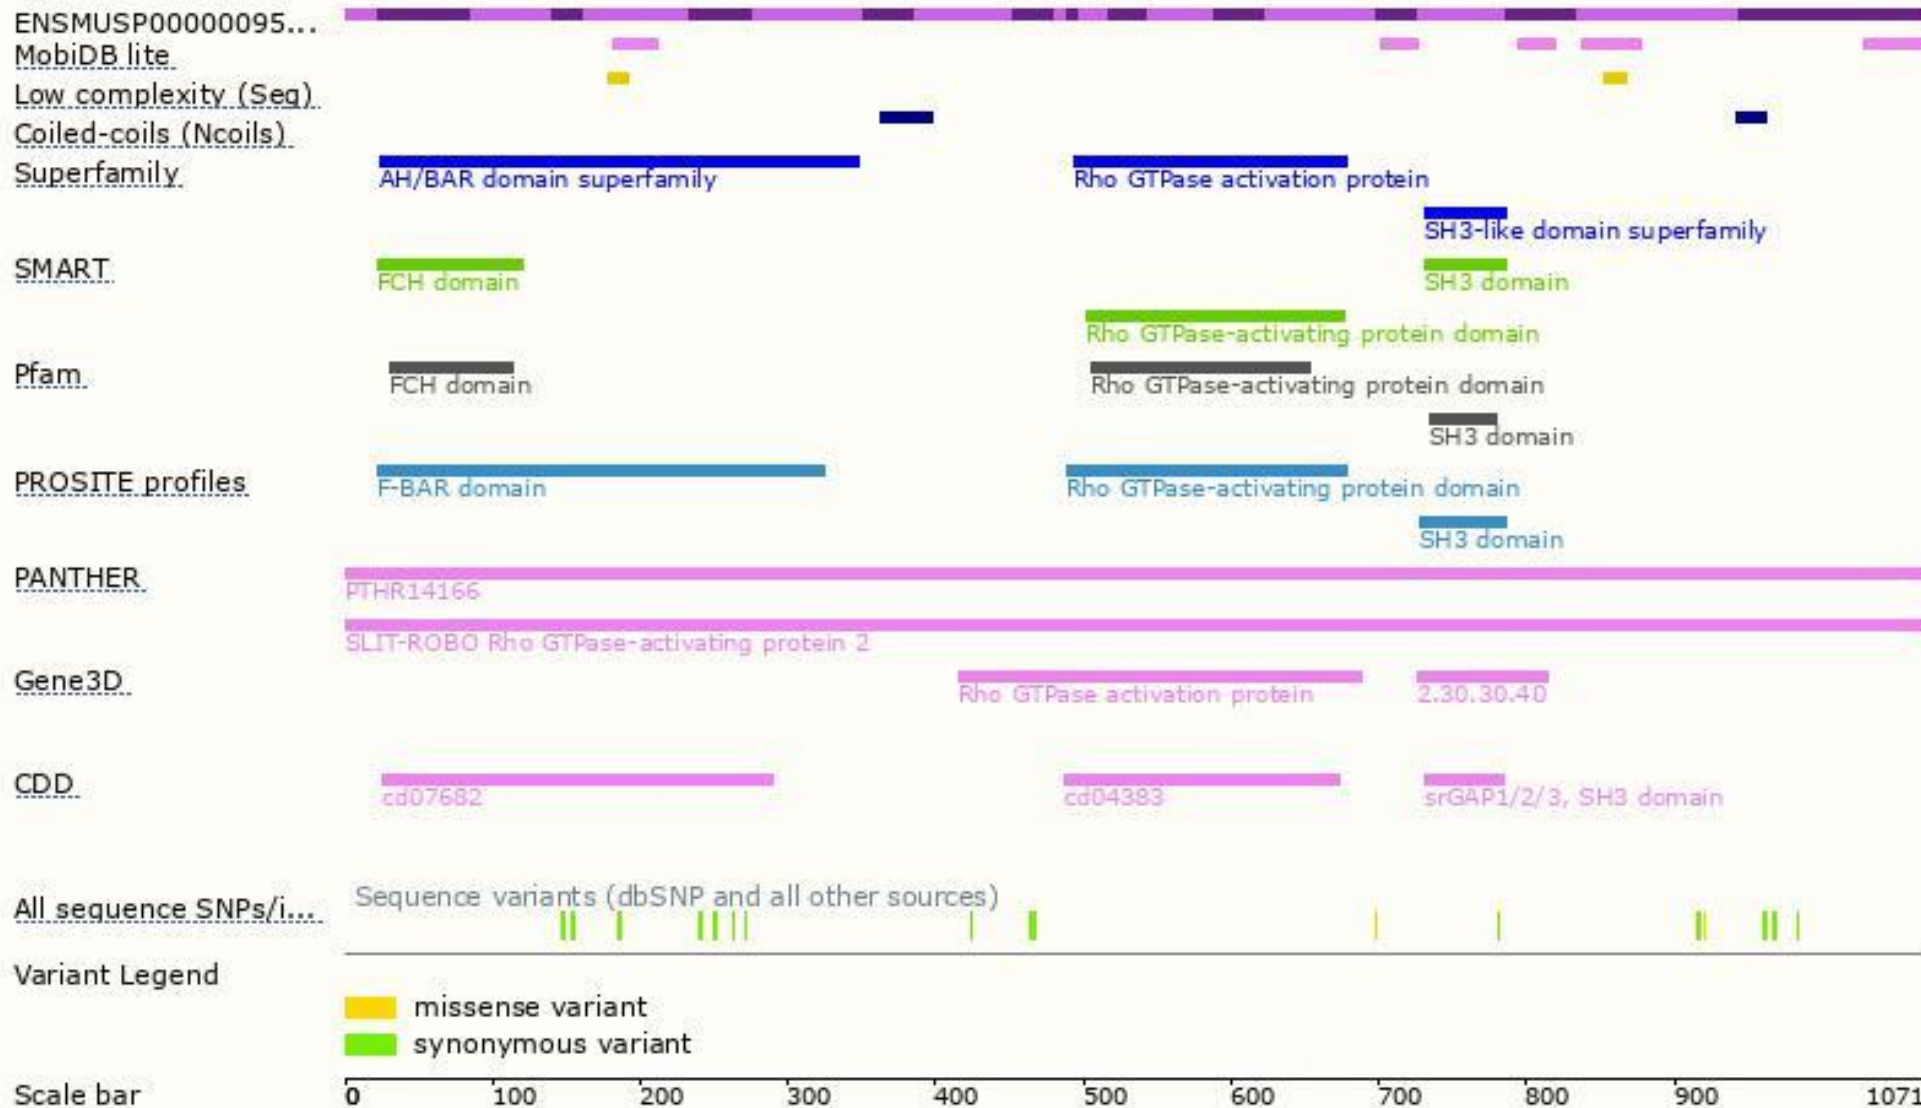 ENSMUSP00000095...
MobiDB lite
Low complexity (Seg)
Coiled-coils (Ncoils)
Superfamily
AH/BAR domain superfamily
Rho GTPase activation protein
SH3-like domain superfamily
SMART
FCH domain
SH3 domain
Rho GTPase-activating protein domain
Pfam
FCH domain
Rho GTPase-activating protein domain
SH3 domain
PROSITE profiles
F-BAR domain
Rho GTPase-activating protein domain
SH3 domain
PANTHER
PTHR14166
SLIT-ROBO Rho GTPase-activating protein 2
Gene3D
Rho GTPase activation protein
2.30.30.40
CDD
cd07682
cd04383
srGAP1/2/3, SH3 domain
All sequence SNPs/i...
Sequence variants (dbSNP and all other sources)
Variant Legend
missense variant
synonymous variant
Scale bar
0 100 200 300 400 500 600 700 800 900 1071